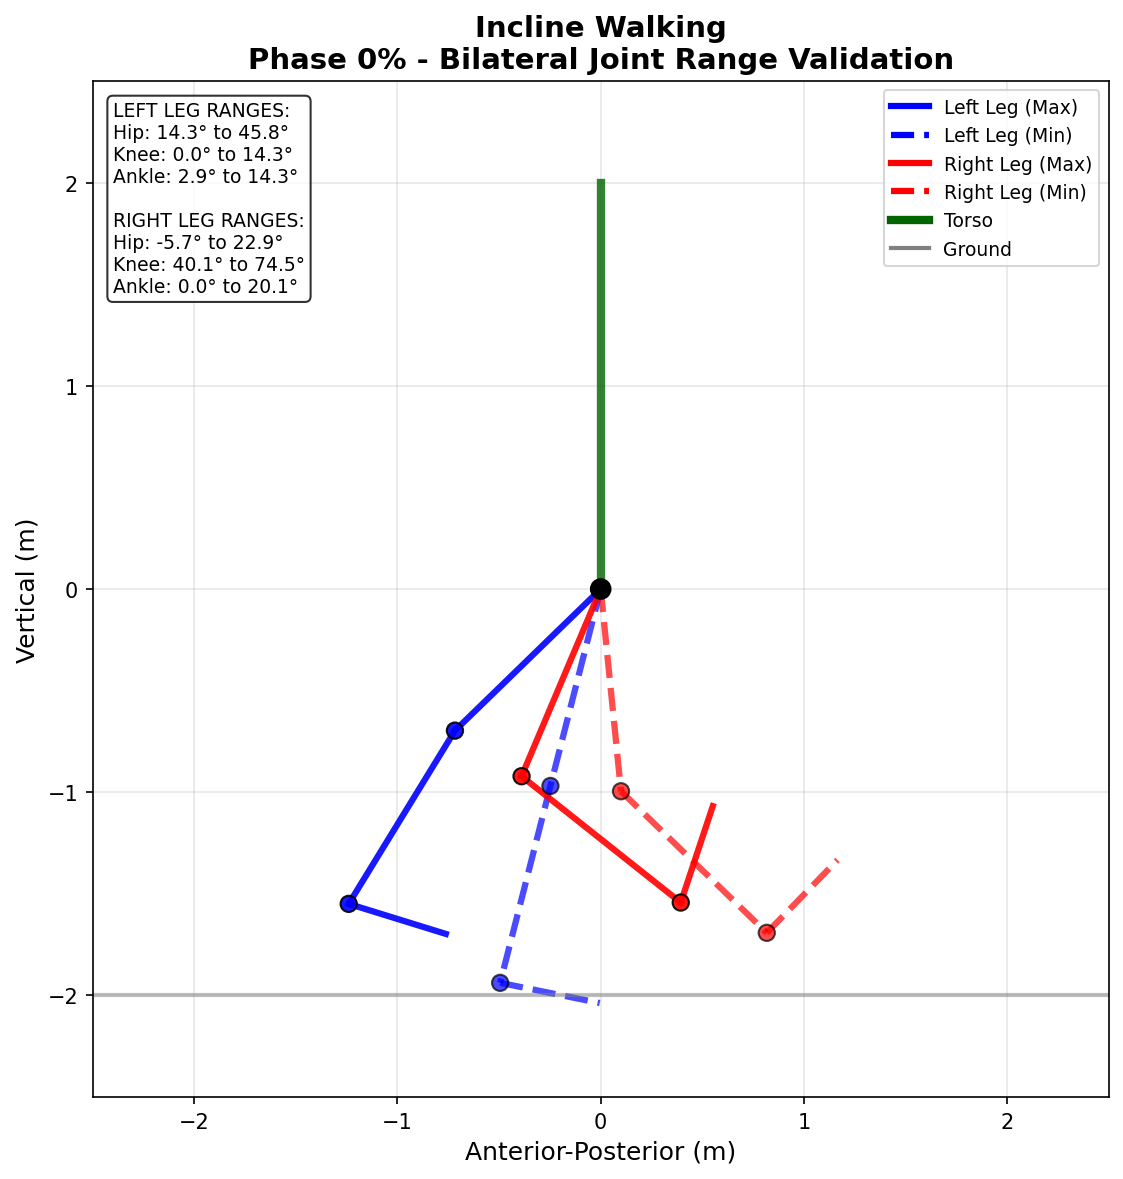 Incline Walking
Phase 0% - Bilateral Joint Range Validation
LEFT LEG RANGES:
Hip: 14.3° to 45.8°
Knee: 0.0° to 14.3°
Ankle: 2.9° to 14.3°
RIGHT LEG RANGES:
Hip: -5.7° to 22.9°
Knee: 40.1° to 74.5°
Ankle: 0.0° to 20.1°
Left Leg (Max)
Left Leg (Min)
Right Leg (Max)
Right Leg (Min)
Torso
Ground
Vertical (m)
2
1
0
−1
−2
−2
−1
0
1
2
Anterior-Posterior (m)